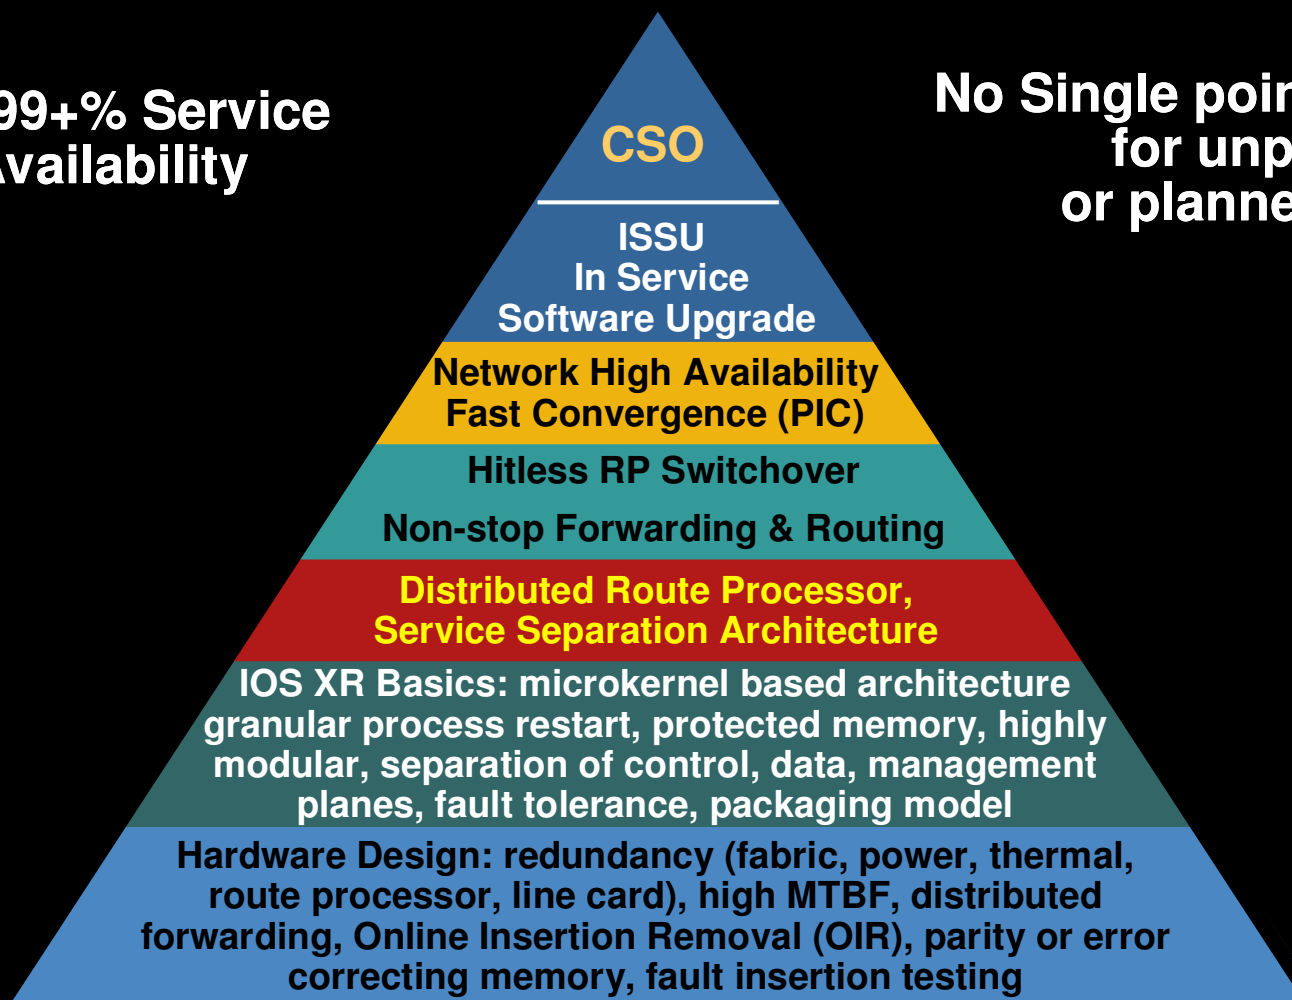 99+% Service
Availability
No Single
for
or
CSO
ISSU
In Service
Software Upgrade
Network High Availability
Fast Convergence (PIC)
Hitless RP Switchover
Non-stop Forwarding & Routing
Distributed Route Processor,
Service Separation Architecture
IOS XR Basics: microkernel based architecture
granular process restart, protected memory, highly
modular, separation of control, data, management
planes, fault tolerance, packaging model
Hardware Design: redundancy (fabric, power, thermal,
route processor, line card), high MTBF, distributed
forwarding, Online Insertion Removal (OIR), parity or error
correcting memory, fault insertion testing